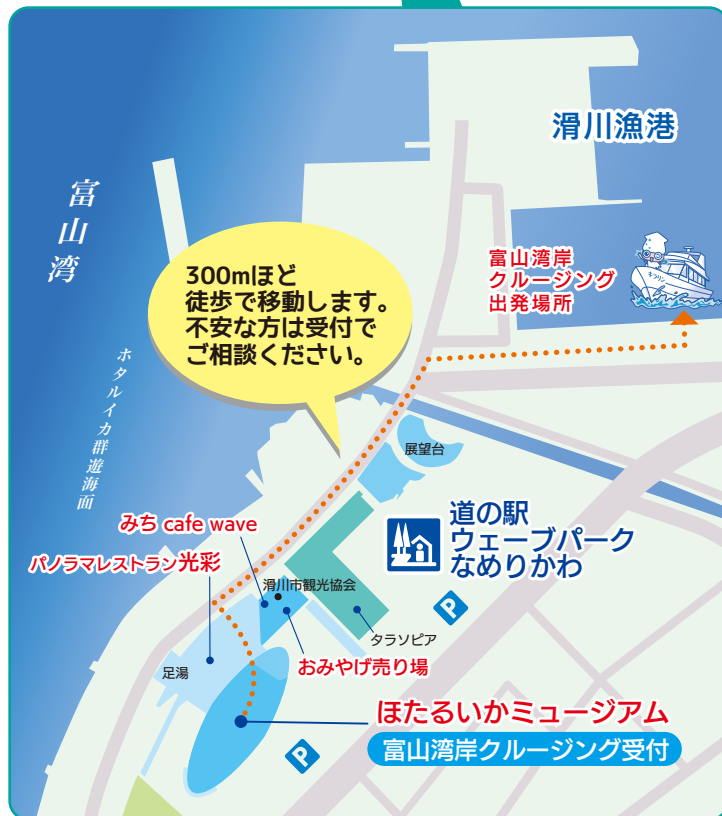 滑川漁港
富山湾
富山湾岸
クルージング
出発場所
キラリン
300mほど
徒歩で移動します。
不安な方は受付で
ご相談ください。
ホタルイカ群遊海面
展望台
みち cafe wave
道の駅
ウェーブパーク
なめりかわ
パノラマレストラン光彩
滑川市観光協会
P
タラソピア
おみやげ売り場
足湯
ほたるいかミュージアム
富山湾岸クルージング受付
P